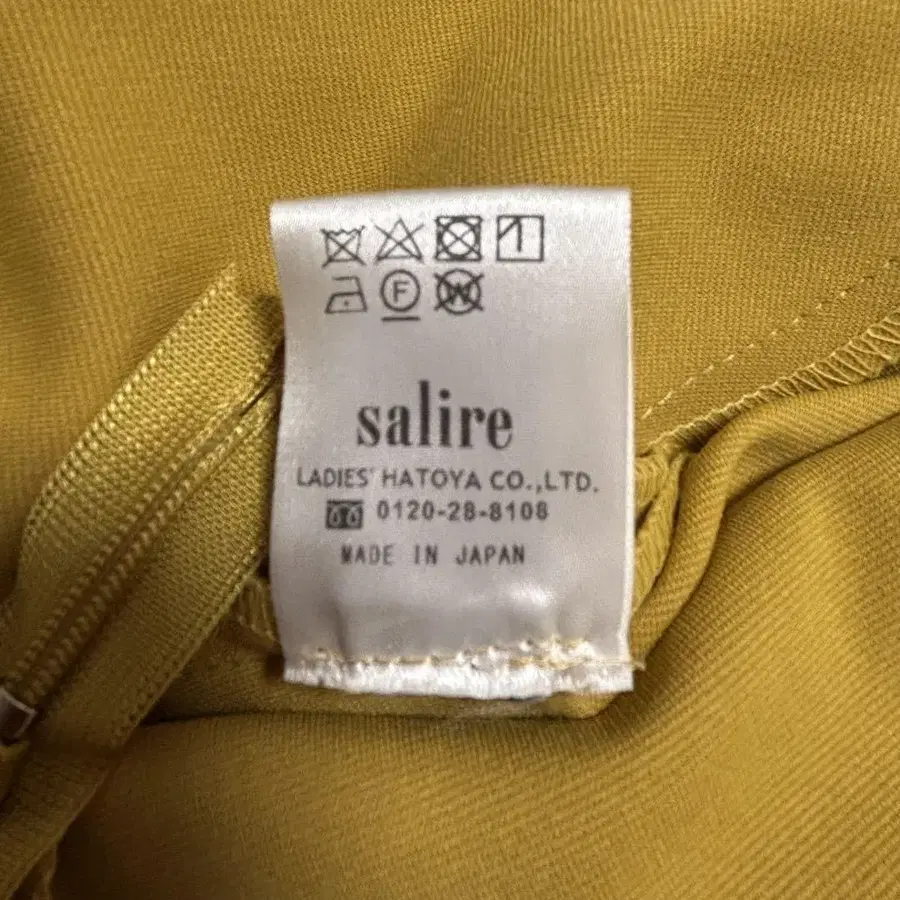 F W
salire
LADIES' HATOYA CO.,LTD.
0120-28-8108
MADE IN JAPAN